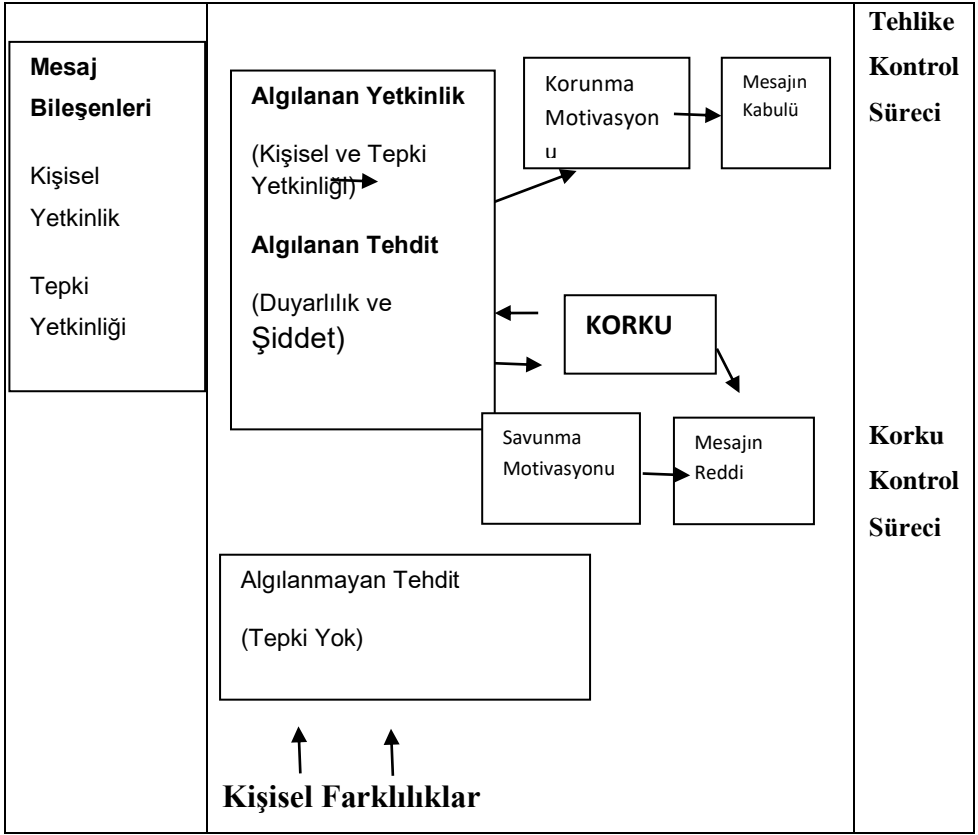 Mesaj
Bileşenleri
Kişisel
Yetkinlik
Tepki
Yetkinliği
Algılanan Yetkinlik
(Kişisel ve Tepki
Yetkinliği)
Algılanan Tehdit
(Duyarlılık ve
Şiddet)
Korunma
Motivasyon
u
Mesajın
Kabulü
KORKU
Savunma
Motivasyonu
Mesajın
Reddi
Algılanmayan Tehdit
(Tepki Yok)
Kişisel Farklılıklar
Tehlike
Kontrol
Süreci
Korku
Kontrol
Süreci